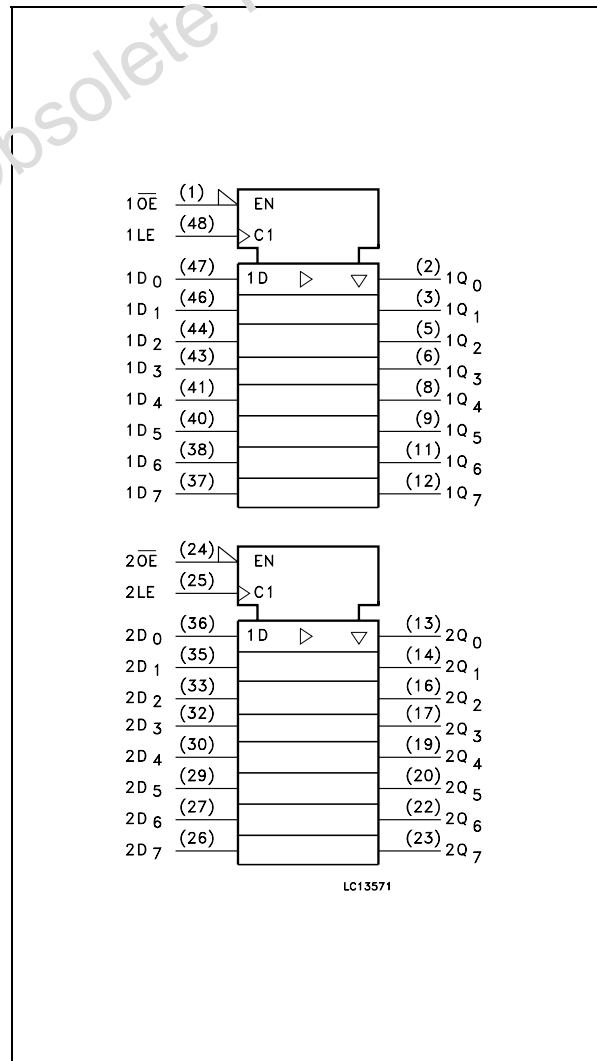 obsolete
1OE (1) EN
1LE (48) C1
1D0 (47) 1D (2) 1Q0
1D1 (46) (3) 1Q1
1D2 (44) (5) 1Q2
1D3 (43) (6) 1Q3
1D4 (41) (8) 1Q4
1D5 (40) (9) 1Q5
1D6 (38) (11) 1Q6
1D7 (37) (12) 1Q7
2OE (24) EN
2LE (25) C1
2D0 (36) 1D (13) 2Q0
2D1 (35) (14) 2Q1
2D2 (33) (16) 2Q2
2D3 (32) (17) 2Q3
2D4 (30) (19) 2Q4
2D5 (29) (20) 2Q5
2D6 (27) (22) 2Q6
2D7 (26) (23) 2Q7
LC13571